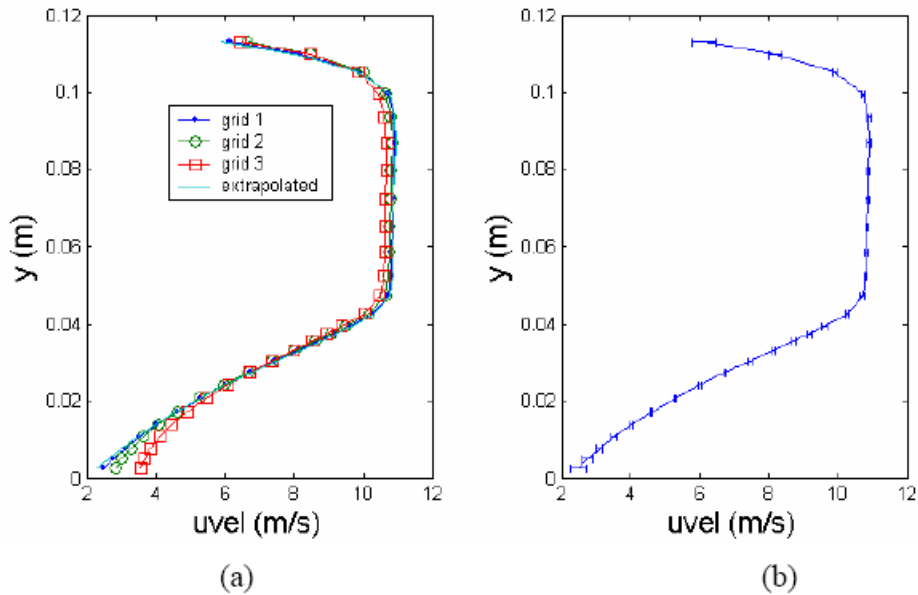 0.12
0.1
0.08
0.06
0.04
0.02
0
y (m)
grid 1
grid 2
grid 3
extrapolated
2 4 6 8 10 12
uvel (m/s)
(a)
0.12
0.1
0.08
0.06
0.04
0.02
0
y (m)
2 4 6 8 10 12
uvel (m/s)
(b)